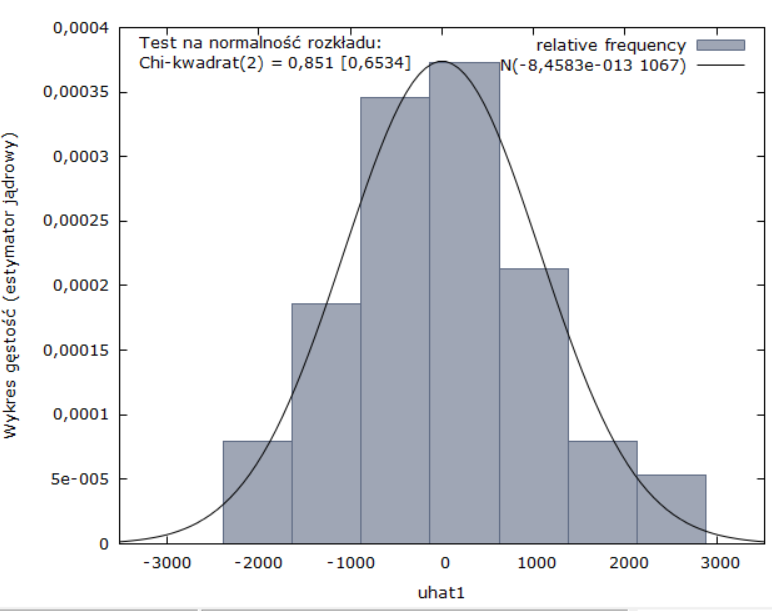 Test na normalność rozkładu:
Chi-kwadrat(2) = 0,851 [0,6534]
relative frequency
N(-8,4583e-013 1067)
0,0004
0,00035
0,0003
0,00025
0,0002
0,00015
0,0001
5e-005
0
Wykres gęstość (estymator jądrowy)
-3000 -2000 -1000 0 1000 2000 3000
uhat1